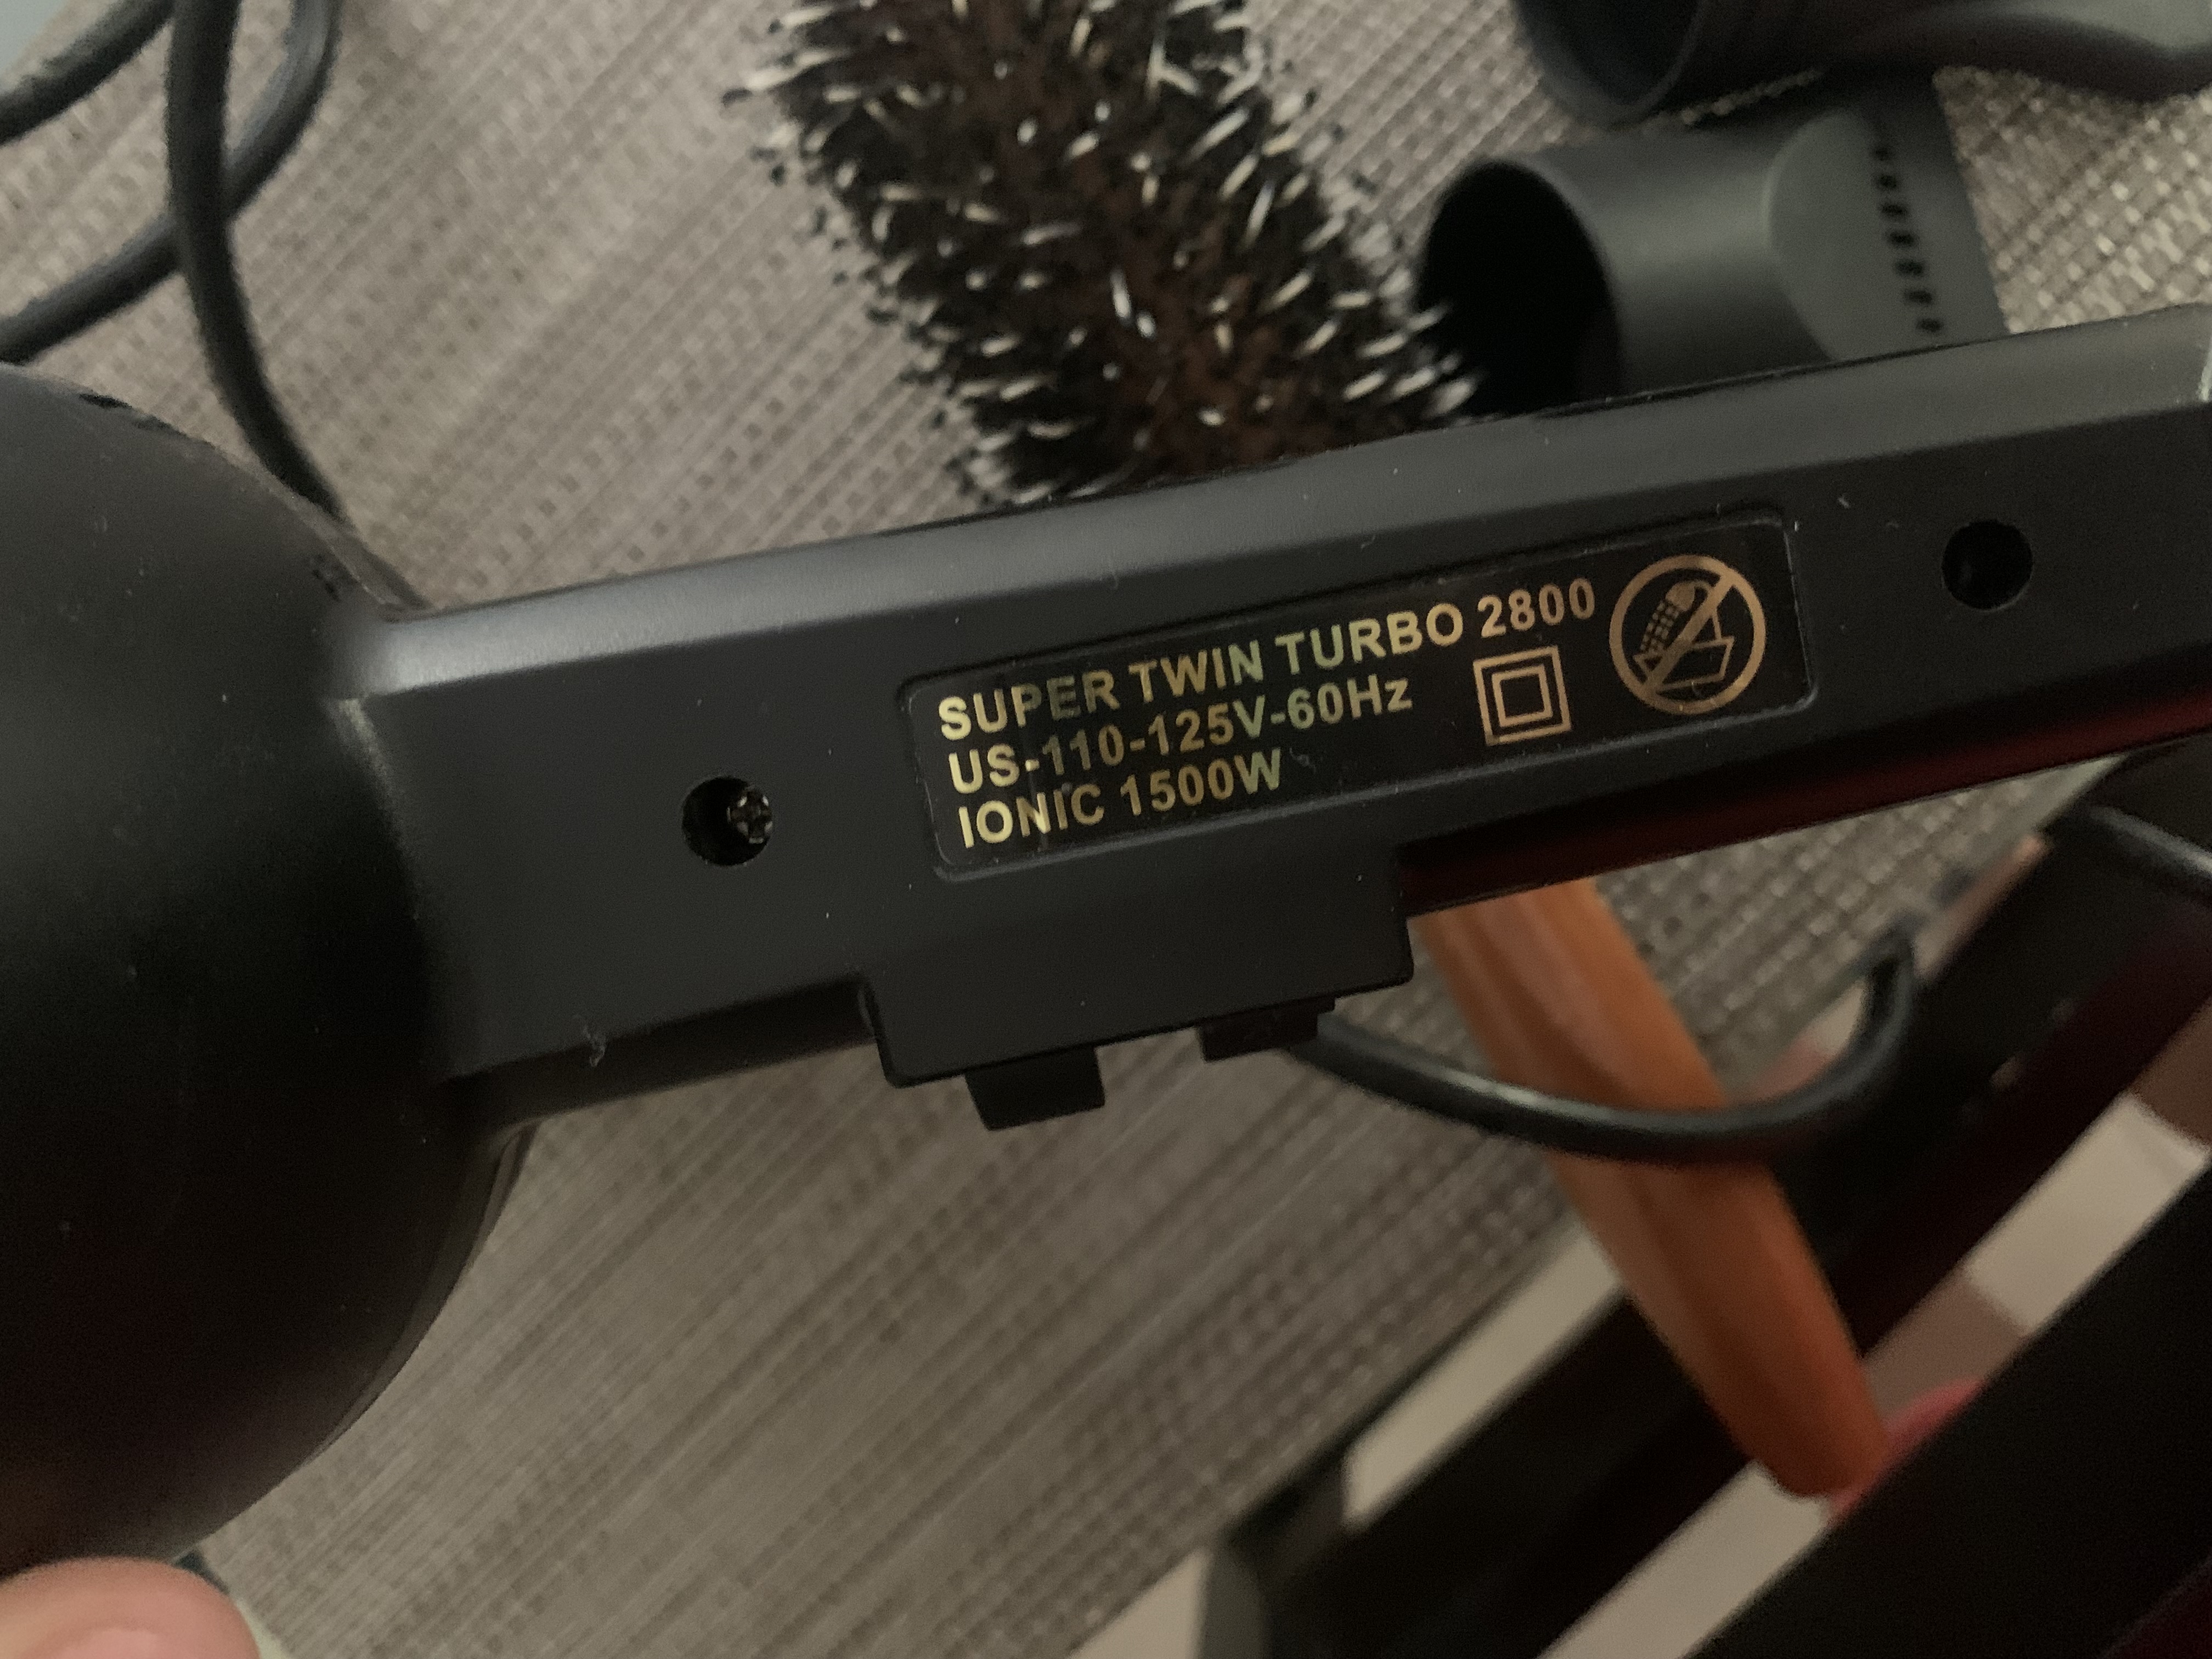 SUPER TWIN TURBO 2800
US-110-125V-60Hz
IONIC 1500W